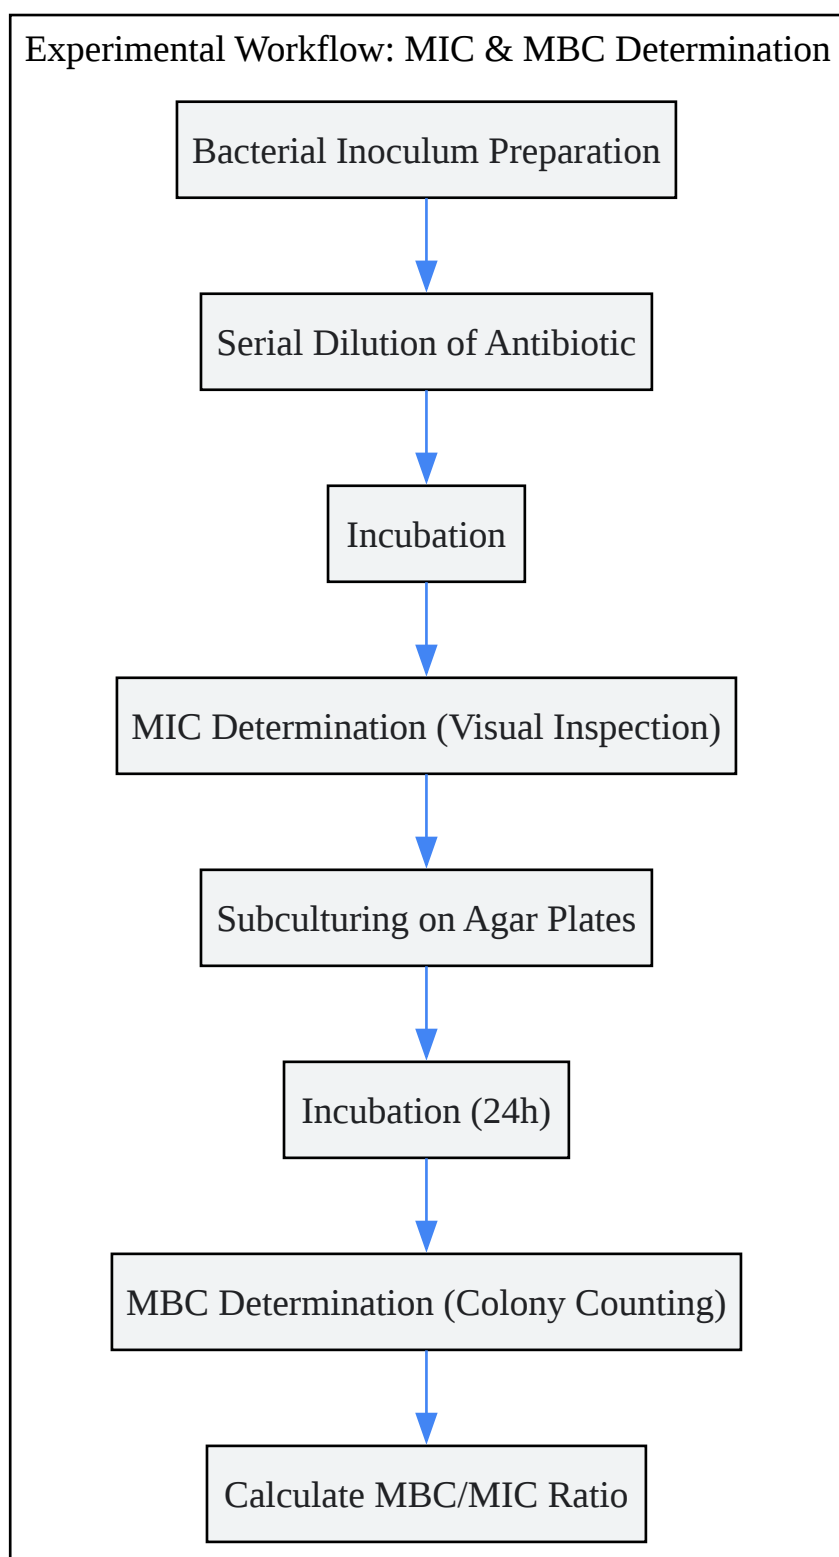 Experimental Workflow: MIC & MBC Determination
Bacterial Inoculum Preparation
Serial Dilution of Antibiotic
Incubation
MIC Determination (Visual Inspection)
Subculturing on Agar Plates
Incubation (24h)
MBC Determination (Colony Counting)
Calculate MBC/MIC Ratio